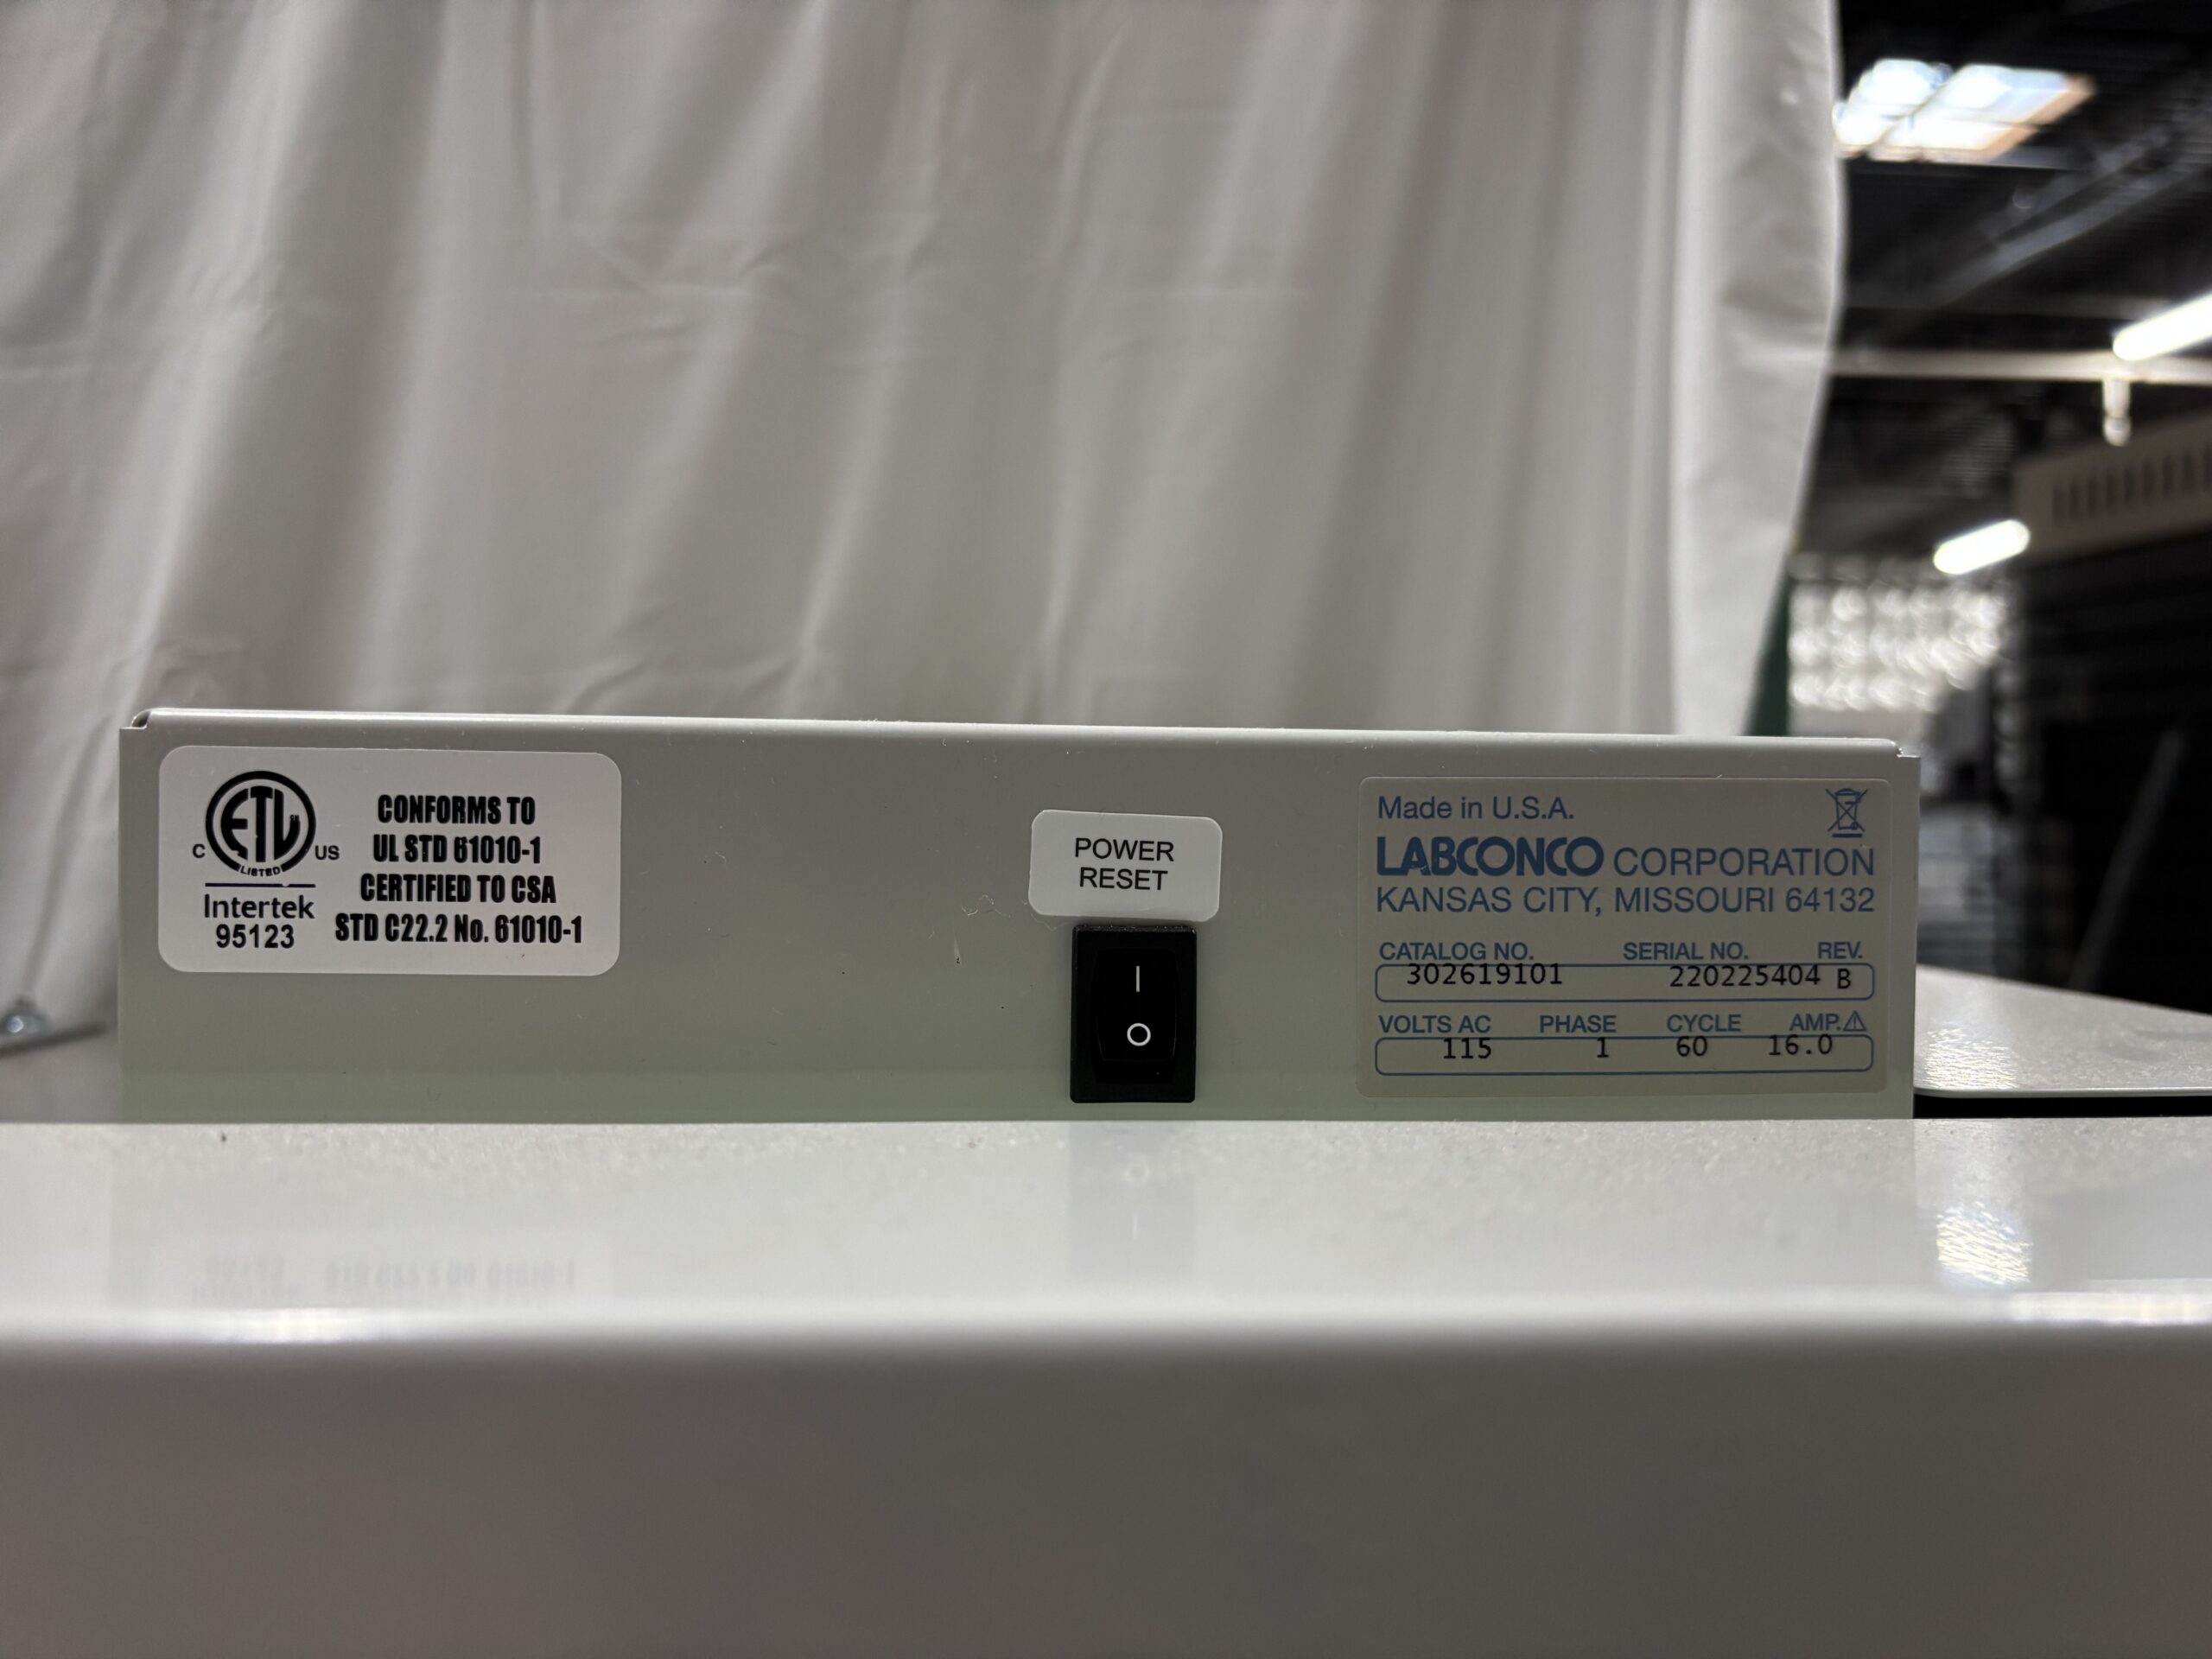 C ETL US
LISTED
Intertek
95123
CONFORMS TO
UL STD 61010-1
CERTIFIED TO CSA
STD C22.2 No. 61010-1
POWER
RESET
I
O
Made in U.S.A.
LABCONCO CORPORATION
KANSAS CITY, MISSOURI 64132
CATALOG NO. SERIAL NO. REV.
302619101 220225404 B
VOLTS AC PHASE CYCLE AMP.⚠
115 1 60 16.0